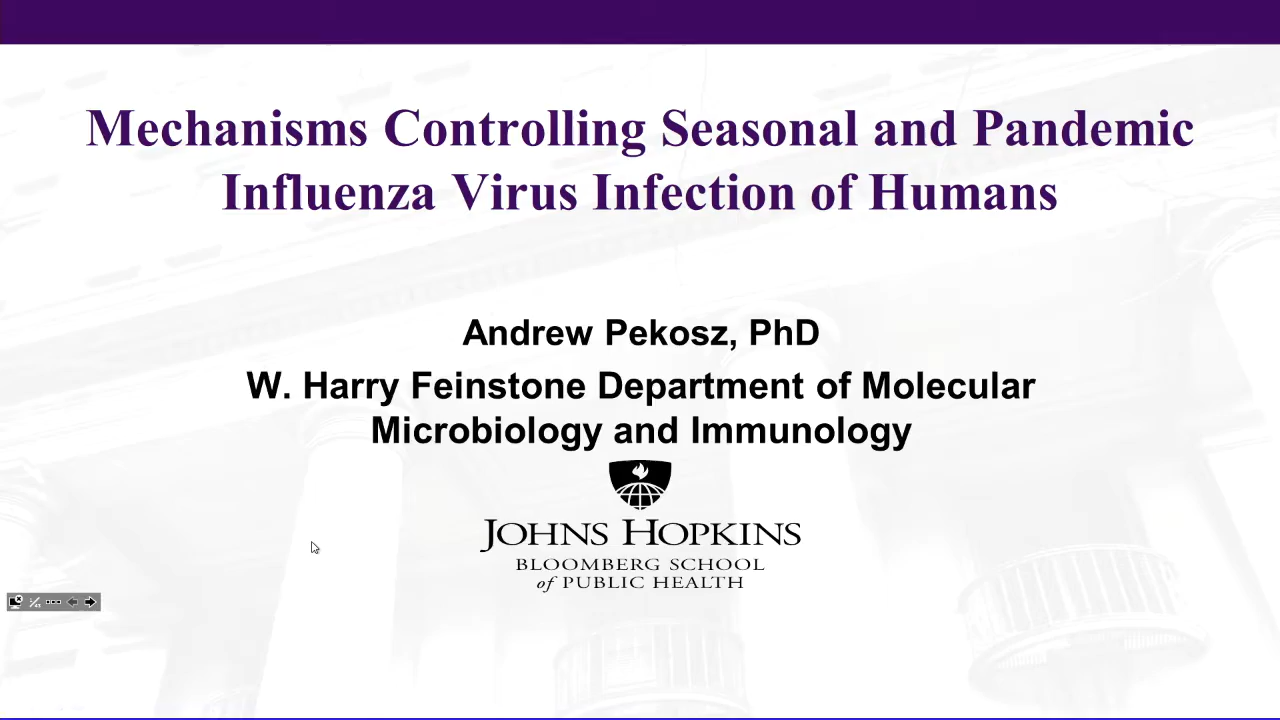 Mechanisms Controlling Seasonal and Pandemic
Influenza Virus Infection of Humans
Andrew Pekosz, PhD
W. Harry Feinstone Department of Molecular
Microbiology and Immunology
JOHNS HOPKINS
BLOOMBERG SCHOOL
of PUBLIC HEALTH